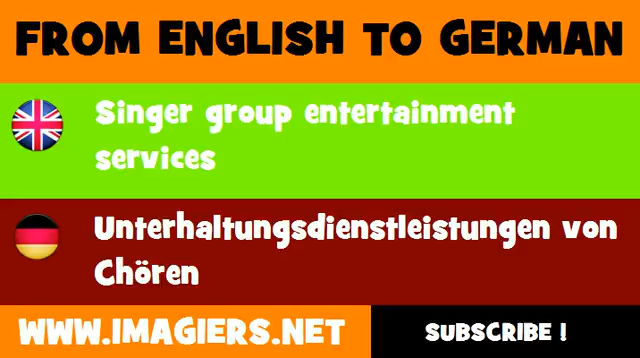 FROM ENGLISH TO GERMAN
Singer group entertainment
services
Unterhaltungsdienstleistungen von
Chören
WWW.IMAGIERS.NET
SUBSCRIBE !